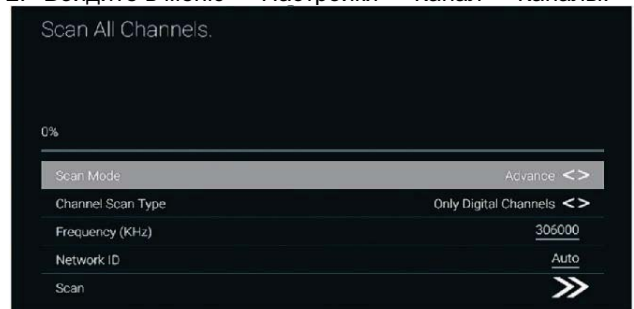 Scan All Channels.
0%
Scan Mode Advance <>
Channel Scan Type Only Digital Channels <>
Frequency (KHz) 306000
Network ID Auto
Scan >>